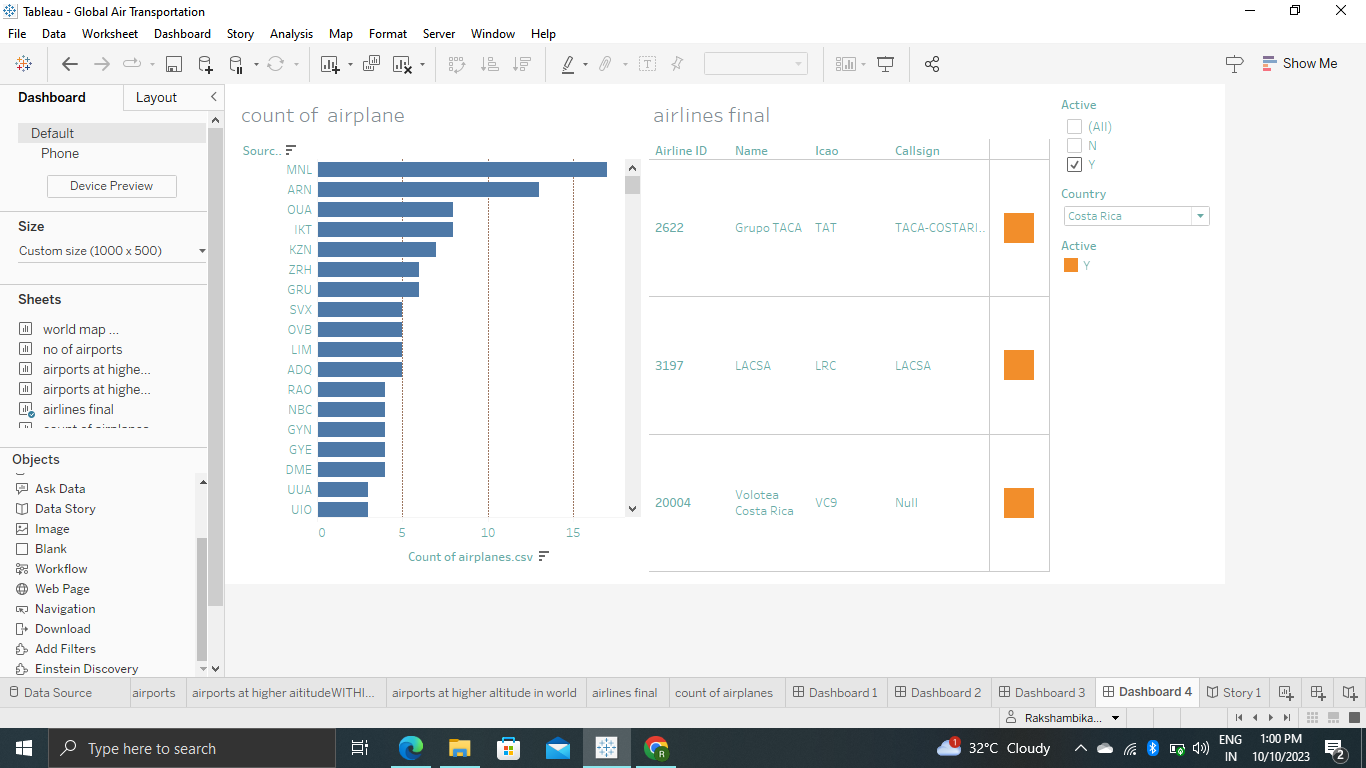 Tableau - Global Air Transportation
File Data Worksheet Dashboard Story Analysis Map Format Server Window Help
Show Me
Dashboard Layout
Default
Phone
Device Preview
Size
Custom size (1000 x 500)
Sheets
world map ...
no of airports
airports at highe...
airports at highe...
airlines final
count of airplanes
Objects
Ask Data
Data Story
Image
Blank
Workflow
Web Page
Navigation
Download
Add Filters
Einstein Discovery
count of airplane
Sourc..
MNL
ARN
OUA
IKT
KZN
ZRH
GRU
SVX
OVB
LIM
ADQ
RAO
NBC
GYN
GYE
DME
UUA
UIO
0 5 10 15
Count of airplanes.csv
airlines final
Airline ID Name Icao Callsign
2622 Grupo TACA TAT TACA-COSTARI..
3197 LACSA LRC LACSA
20004 Volotea Costa Rica VC9 Null
Active
(All)
N
Y
Country
Costa Rica
Active
Y
Data Source airports airports at higher aititudeWITHI... airports at higher altitude in world airlines final count of airplanes Dashboard 1 Dashboard 2 Dashboard 3 Dashboard 4 Story 1
Rakshambika...
Type here to search
R
1
32°C Cloudy
ENG
IN
1:00 PM
10/10/2023
2